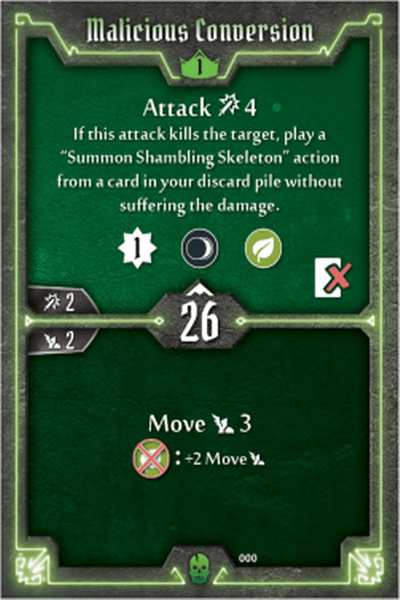 Malicious Conversion
1
Attack 4
If this attack kills the target, play a
“Summon Shambling Skeleton” action
from a card in your discard pile without
suffering the damage.
1
2
26
2
Move 3
: +2 Move
000